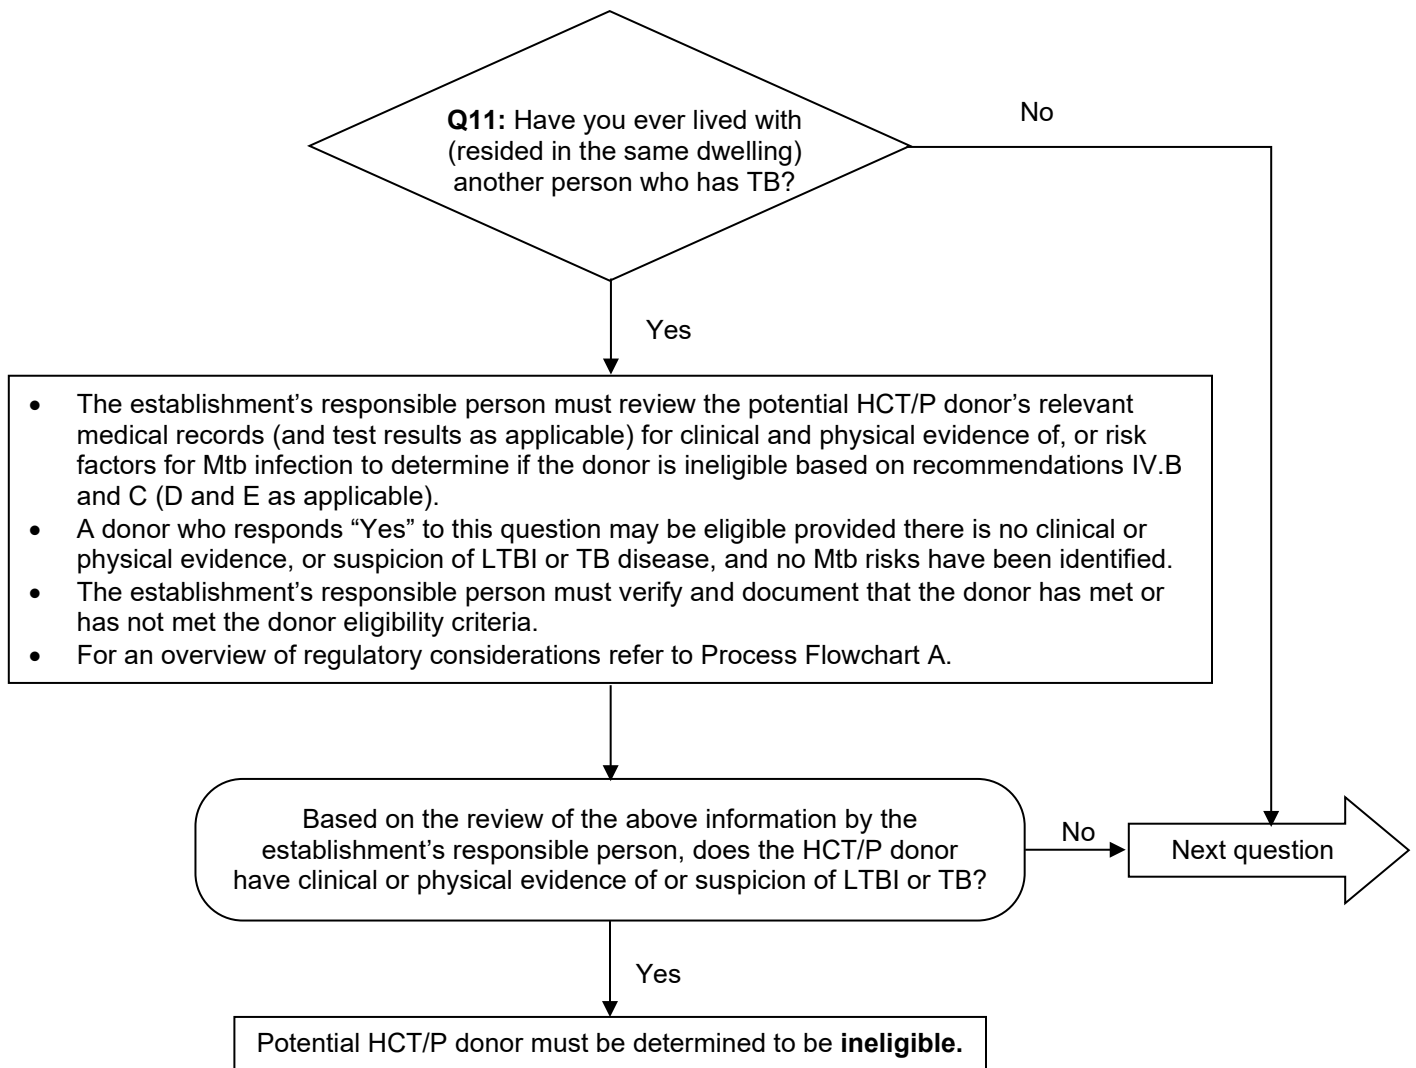 Q11: Have you ever lived with
(resided in the same dwelling)
another person who has TB?
No
Yes
• The establishment’s responsible person must review the potential HCT/P donor’s relevant
medical records (and test results as applicable) for clinical and physical evidence of, or risk
factors for Mtb infection to determine if the donor is ineligible based on recommendations IV.B
and C (D and E as applicable).
• A donor who responds “Yes” to this question may be eligible provided there is no clinical or
physical evidence, or suspicion of LTBI or TB disease, and no Mtb risks have been identified.
• The establishment’s responsible person must verify and document that the donor has met or
has not met the donor eligibility criteria.
• For an overview of regulatory considerations refer to Process Flowchart A.
Based on the review of the above information by the
establishment’s responsible person, does the HCT/P donor
have clinical or physical evidence of or suspicion of LTBI or TB?
No
Next question
Yes
Potential HCT/P donor must be determined to be ineligible.